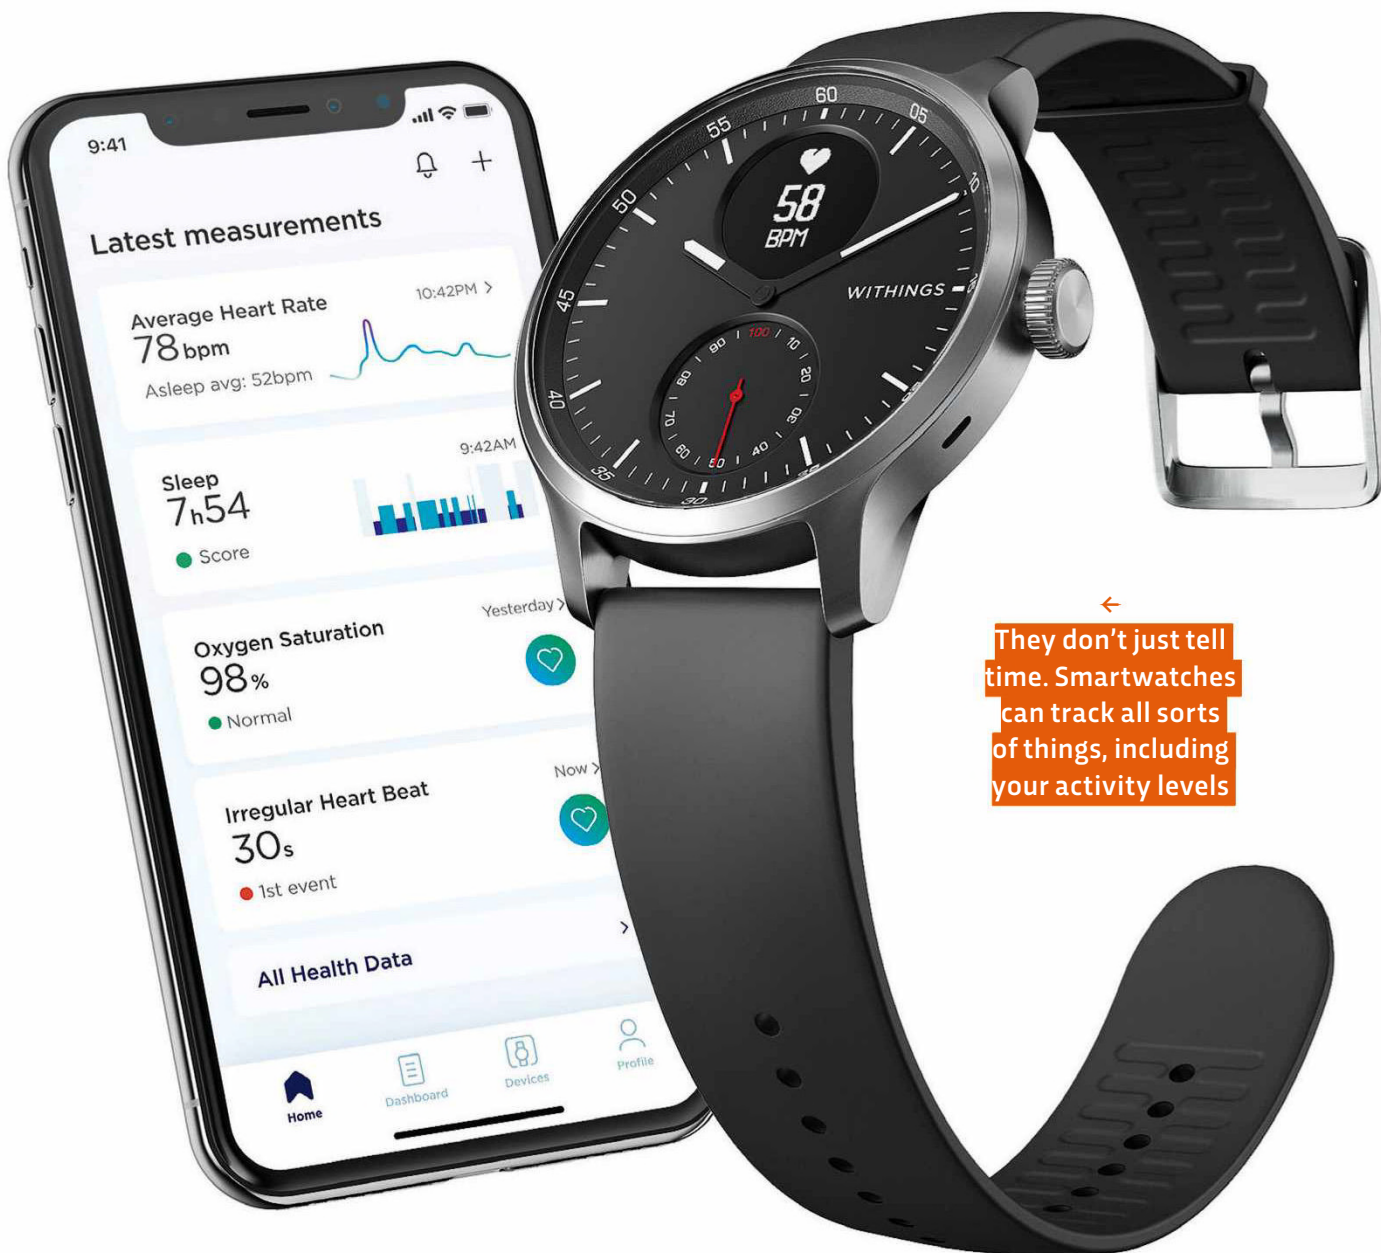 9:41
Latest measurements
Average Heart Rate
10:42PM >
78 bpm
Asleep avg: 52bpm
Sleep
9:42AM
7h54
Score
Oxygen Saturation
Yesterday >
98%
Normal
Irregular Heart Beat
Now >
30s
1st event
All Health Data
>
Home
Dashboard
Devices
Profile
60
05
10
15
25
30
35
40
45
50
55
58
BPM
WITHINGS
100
10
20
30
40
50
60
70
80
90
←
They don't just tell
time. Smartwatches
can track all sorts
of things, including
your activity levels